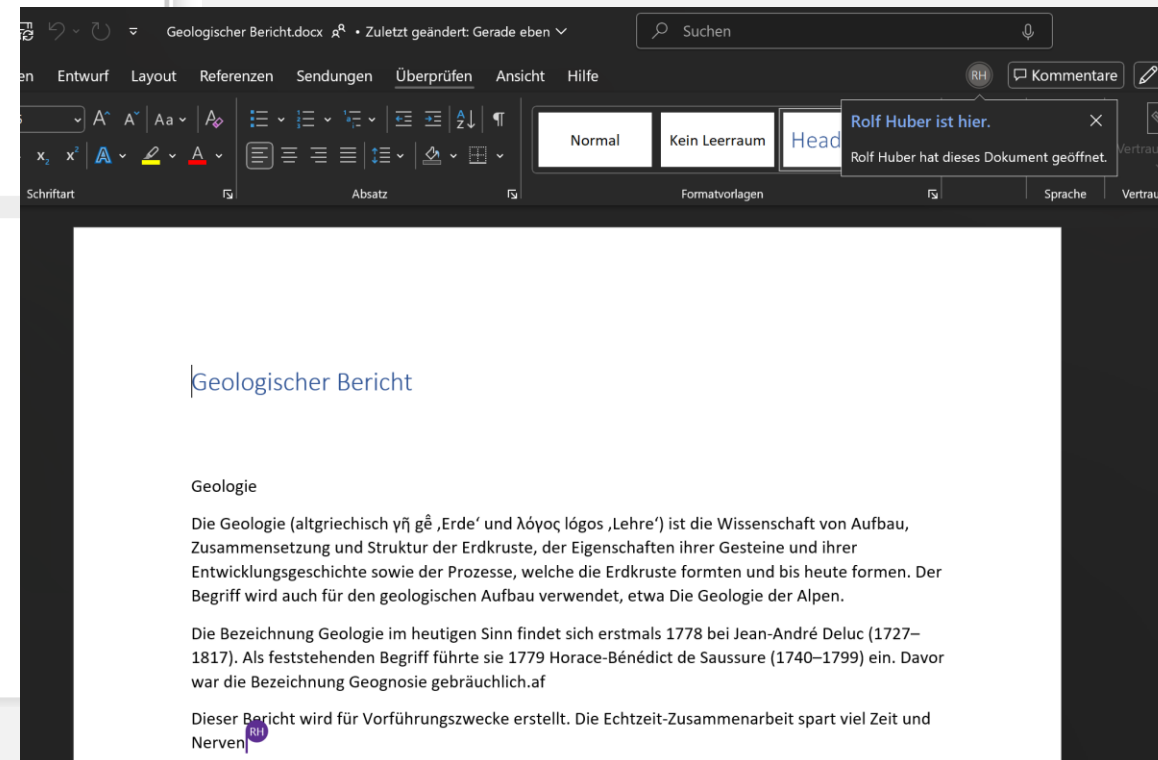 Geologischer Bericht.docx • Zuletzt geändert: Gerade eben
Suchen
Entwurf Layout Referenzen Sendungen Überprüfen Ansicht Hilfe
RH
Kommentare
Aa
Normal
Kein Leerraum
Head
Rolf Huber ist hier.
Rolf Huber hat dieses Dokument geöffnet.
Schriftart Absatz Formatvorlagen Sprache
Geologischer Bericht
Geologie
Die Geologie (altgriechisch γῆ gễ ‚Erde‘ und λόγος lógos ‚Lehre‘) ist die Wissenschaft von Aufbau,
Zusammensetzung und Struktur der Erdkruste, der Eigenschaften ihrer Gesteine und ihrer
Entwicklungsgeschichte sowie der Prozesse, welche die Erdkruste formten und bis heute formen. Der
Begriff wird auch für den geologischen Aufbau verwendet, etwa Die Geologie der Alpen.
Die Bezeichnung Geologie im heutigen Sinn findet sich erstmals 1778 bei Jean-André Deluc (1727–
1817). Als feststehenden Begriff führte sie 1779 Horace-Bénédict de Saussure (1740–1799) ein. Davor
war die Bezeichnung Geognosie gebräuchlich.af
Dieser Bericht wird für Vorführungszwecke erstellt. Die Echtzeit-Zusammenarbeit spart viel Zeit und
Nerven
RH